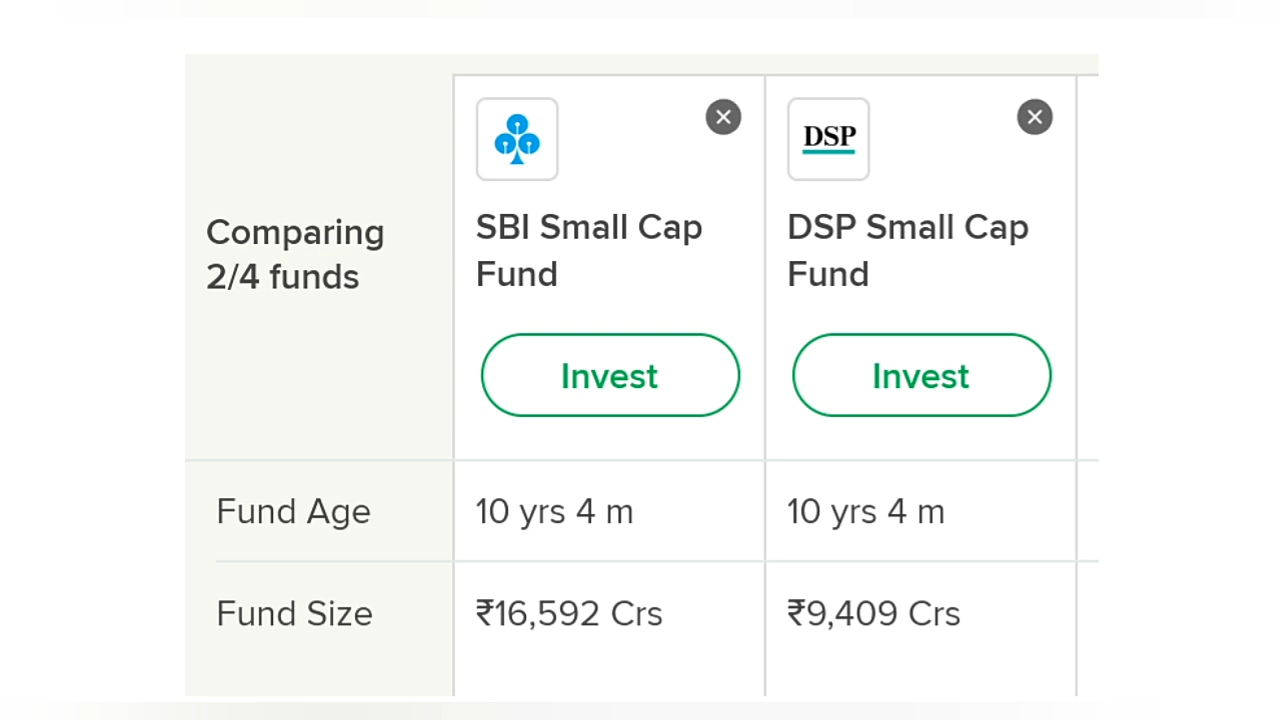 DSP
Comparing
2/4 funds
SBI Small Cap
Fund
DSP Small Cap
Fund
Invest
Invest
Fund Age
10 yrs 4 m
10 yrs 4 m
Fund Size
₹16,592 Crs
₹9,409 Crs